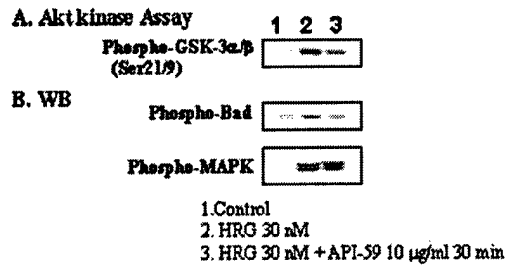 A. Akt kinase Assay
1 2 3
Phospho-GSK-3α/β
(Ser21/9)
B. WB
Phospho-Bad
Phospho-MAPK
1.Control
2. HRG 30 nM
3. HRG 30 nM + API-59 10 µg/ml 30 min